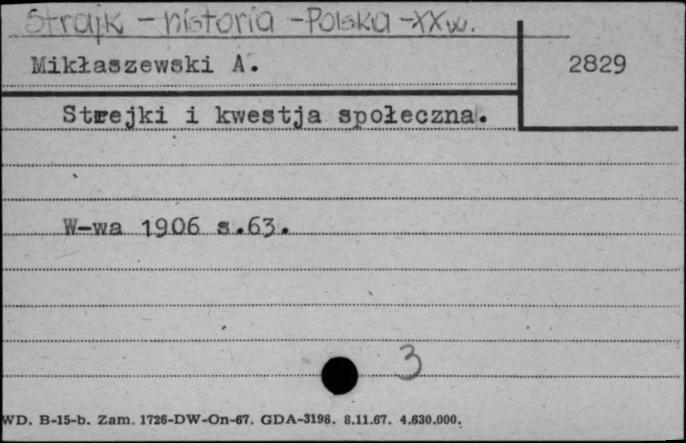 Strajk - historia - Polska - XX w.
Mikłaszewski A.
2829
Strejki i kwestja społeczna.
W-wa 1906 s.63.
3
WD. B-15-b. Zam. 1726-DW-On-67. GDA-3198. 8.11.67. 4.630.000.